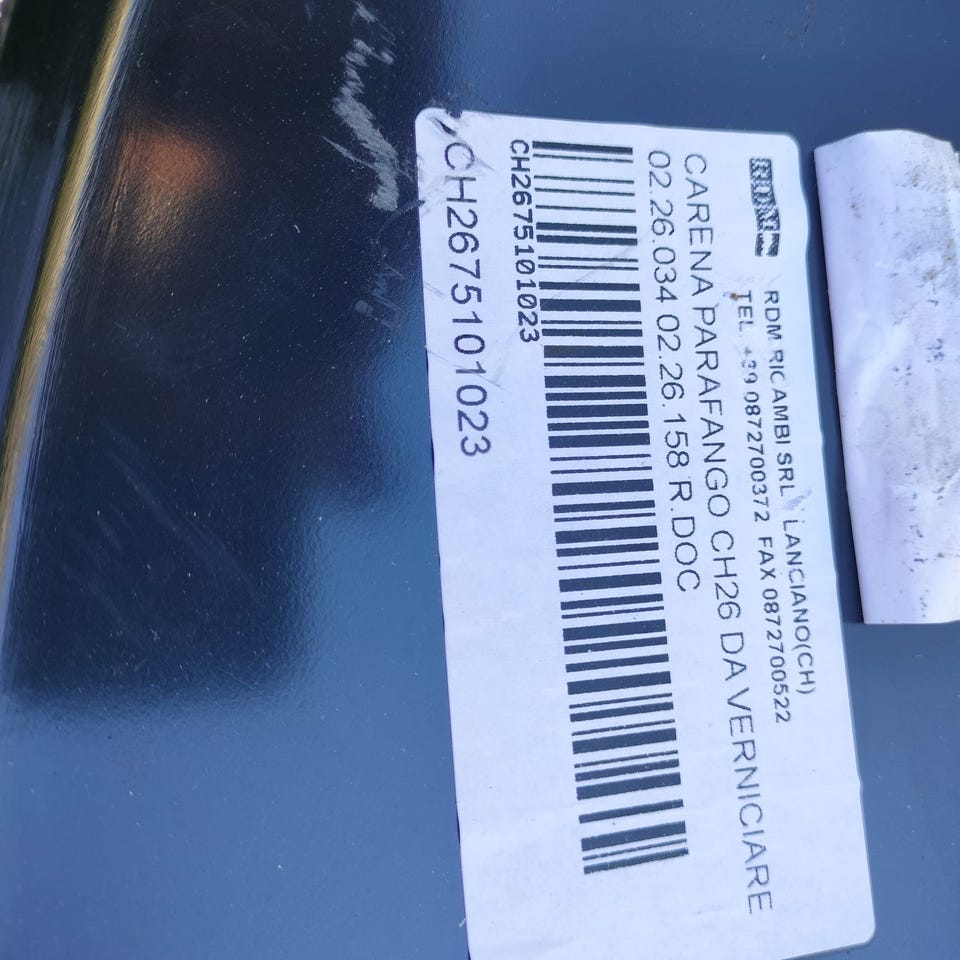 RDM RICAMBI SRL LANCIANO(CH)
TEL. +39 0872700372 FAX 0872700522
CARENA PARAFANGO CH26 DA VERNICIARE
02.26.034 02.26.158 R.DOC
CH2675101023
CH2675101023